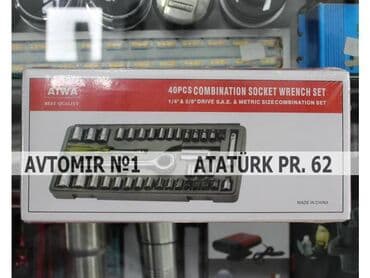 AIWA
BEST QUALITY
40PCS COMBINATION SOCKET WRENCH SET
1/4"& 3/8" DRIVE S.A.E. & METRIC SIZE COMBINATION SET
AVTOMIR №1 ATATÜRK PR. 62
MADE IN CHINA